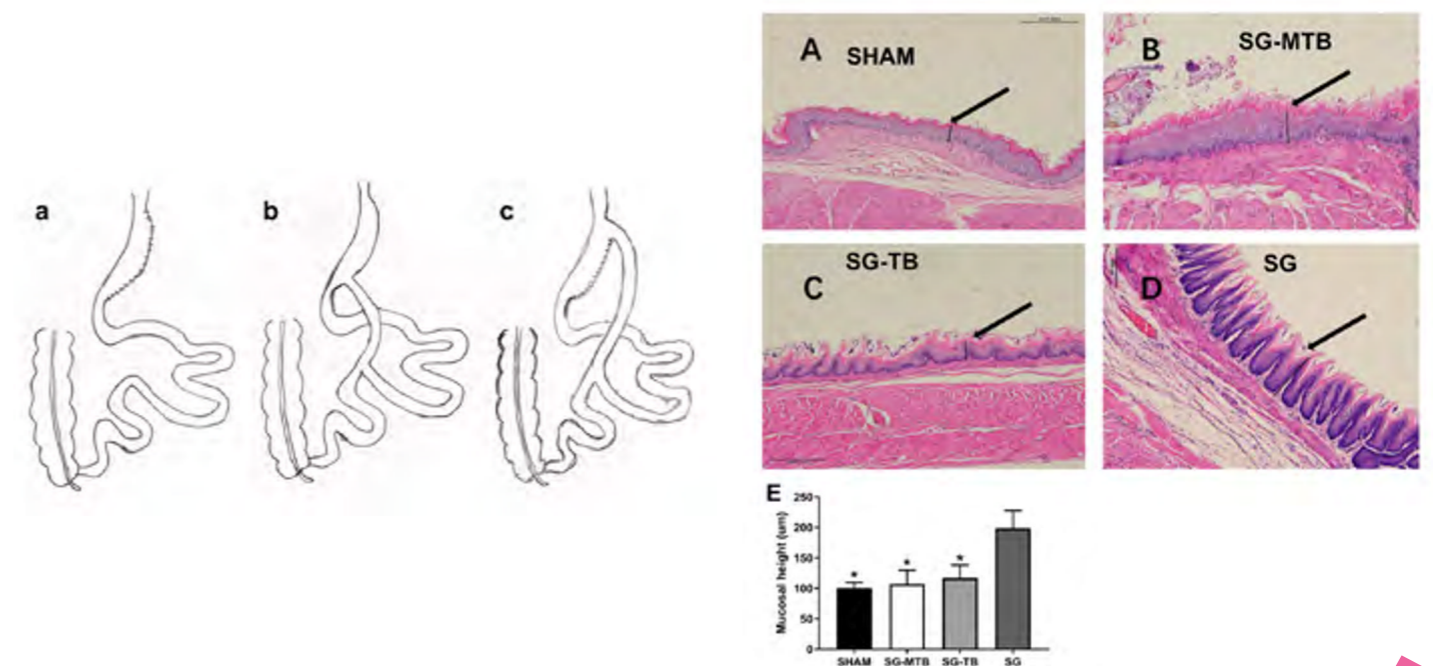 a
b
c
A SHAM
B SG-MTB
C SG-TB
D SG
E
Mucosal height (um)
250
200
150
100
50
0
*
*
*
SHAM
SG-MTB
SG-TB
SG